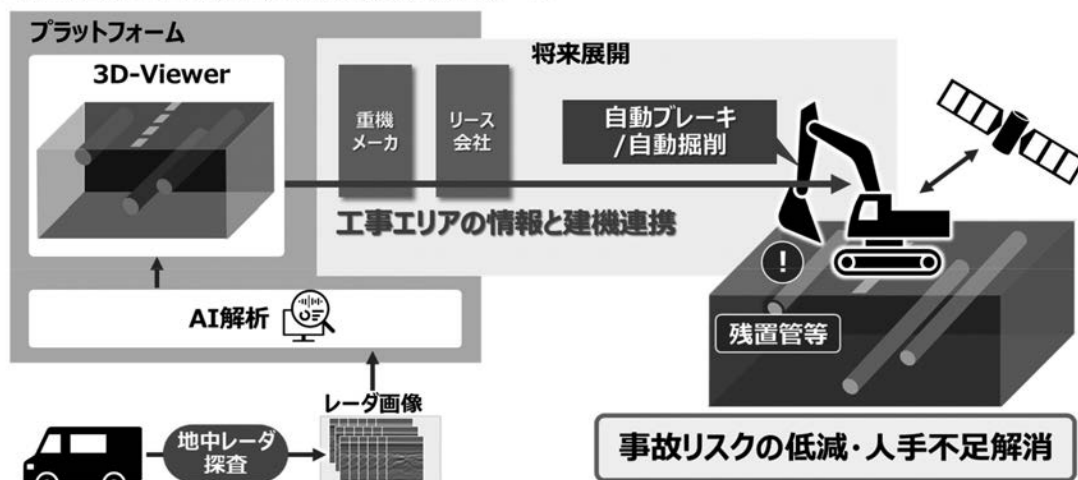 プラットフォーム
3D-Viewer
将来展開
重機
メーカ
リース
会社
自動ブレーキ
/自動掘削
工事エリアの情報と建機連携
!
残置管等
AI解析
レーダ画像
地中レーダ
探査
事故リスクの低減・人手不足解消